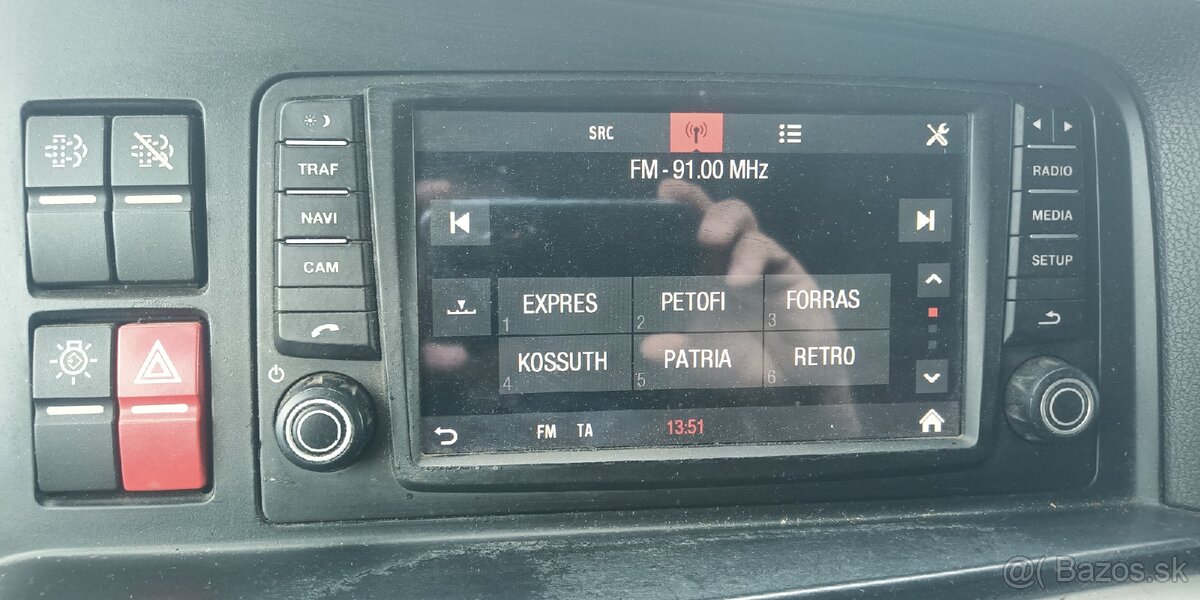 TRAF
NAVI
CAM
SRC
FM - 91.00 MHz
1 EXPRES
2 PETOFI
3 FORRAS
4 KOSSUTH
5 PATRIA
6 RETRO
FM TA 13:51
RADIO
MEDIA
SETUP
@( Bazos.sk